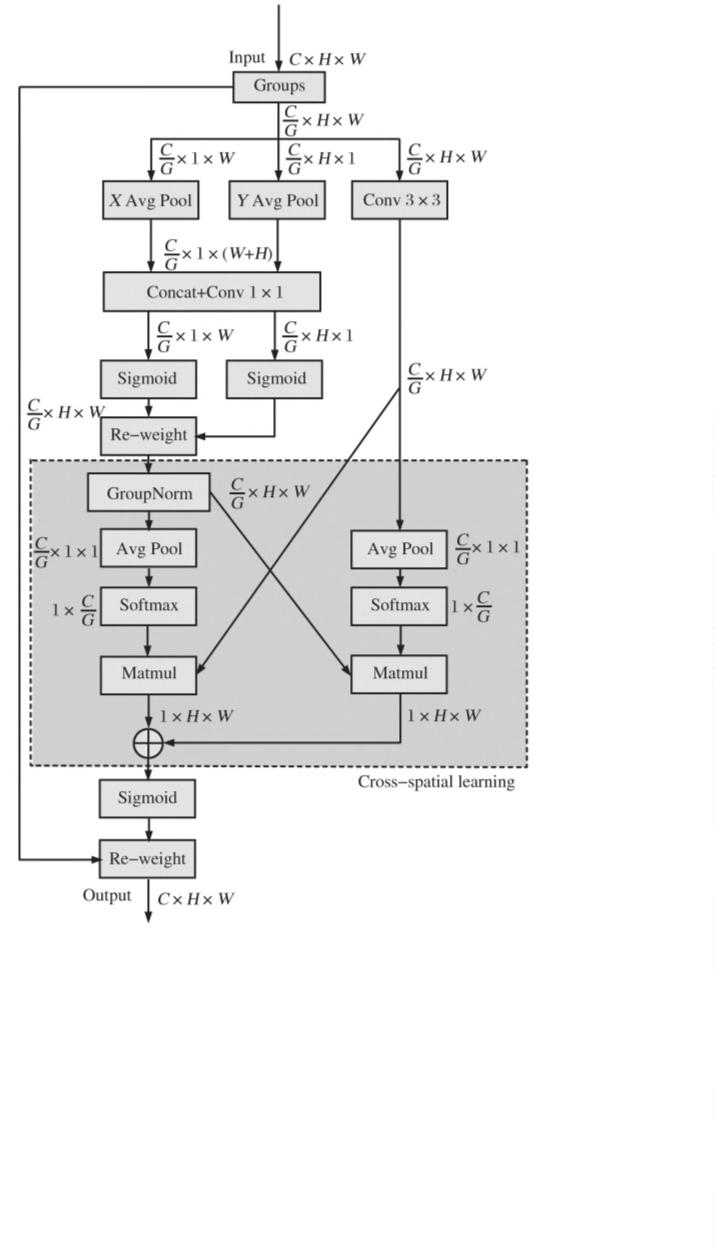 Input C × H × W
Groups
C/G × H × W
C/G × 1 × W
C/G × H × 1
C/G × H × W
X Avg Pool
Y Avg Pool
Conv 3 × 3
C/G × 1 × (W+H)
Concat+Conv 1 × 1
C/G × 1 × W
C/G × H × 1
Sigmoid
Sigmoid
C/G × H × W
C/G × H × W
Re−weight
GroupNorm
C/G × H × W
C/G × 1 × 1
Avg Pool
Avg Pool
C/G × 1 × 1
1 × C/G
Softmax
Softmax
1 × C/G
Matmul
Matmul
1 × H × W
1 × H × W
Cross−spatial learning
Sigmoid
Re−weight
Output C × H × W